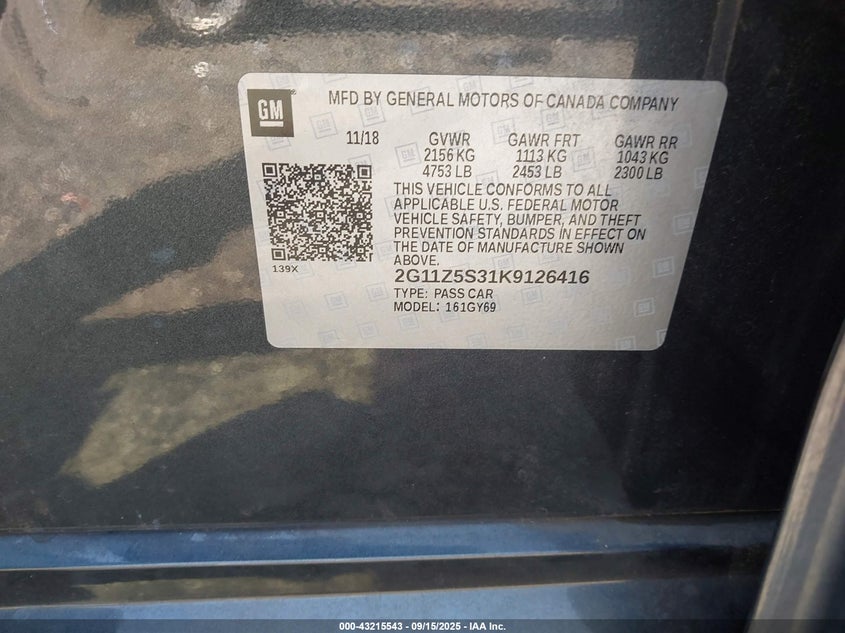 GM
MFD BY GENERAL MOTORS OF CANADA COMPANY
11/18 GVWR GAWR FRT GAWR RR
2156 KG 1113 KG 1043 KG
4753 LB 2453 LB 2300 LB
THIS VEHICLE CONFORMS TO ALL
APPLICABLE U.S. FEDERAL MOTOR
VEHICLE SAFETY, BUMPER, AND THEFT
PREVENTION STANDARDS IN EFFECT ON
THE DATE OF MANUFACTURE SHOWN
ABOVE.
139X
2G11Z5S31K9126416
TYPE: PASS CAR
MODEL: 161GY69
000-43215543 - 09/15/2025 - IAA Inc.